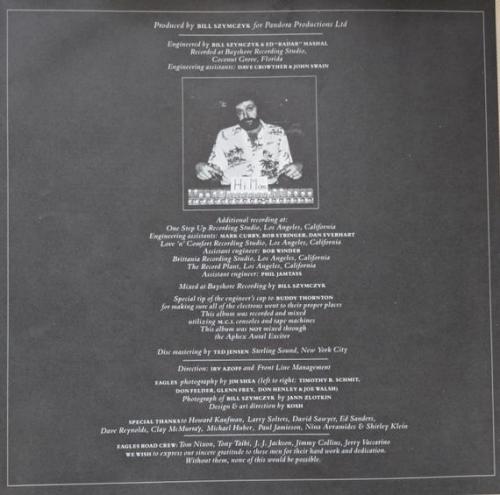 Produced by BILL SZYMCZYK for Pandora Productions Ltd
Engineered by BILL SZYMCZYK & ED "RADAR" MASHAL
Recorded at Bayshore Recording Studio,
Coconut Grove, Florida
Engineering assistants: DAVE CROWTHER & JOHN SWAIN
Hi Mom
Additional recording at:
One Step Up Recording Studio, Los Angeles, California
Engineering assistants: MARK CURRY, BOB STRINGER, DAN EVERHART
Love 'n' Comfort Recording Studio, Los Angeles, California
Assistant engineer: BOB WINDER
Brittania Recording Studio, Los Angeles, California
The Record Plant, Los Angeles, California
Assistant engineer: PHIL JAMTAAS
Mixed at Bayshore Recording by BILL SZYMCZYK
Special tip of the engineer's cap to BUDDY THORNTON
for making sure all of the electrons went to their proper places
This album was recorded and mixed
utilizing M.C.I. consoles and tape machines
This album was NOT mixed through
the Aphex Aural Exciter
Disc mastering by TED JENSEN Sterling Sound, New York City
Direction: IRV AZOFF and Front Line Management
EAGLES photography by JIM SHEA (left to right: TIMOTHY B. SCHMIT,
DON FELDER, GLENN FREY, DON HENLEY & JOE WALSH)
Photograph of BILL SZYMCZYK by JANN ZLOTKIN
Design & art direction by KOSH
SPECIAL THANKS to Howard Kaufman, Larry Solters, David Sawyer, Ed Sanders,
Dave Reynolds, Clay McMurray, Michael Huber, Paul Jamieson, Nina Avramides & Shirley Klein
EAGLES ROAD CREW: Tom Nixon, Tony Taibi, J. J. Jackson, Jimmy Collins, Jerry Vaccarino
WE WISH to express our sincere gratitude to these men for their hard work and dedication.
Without them, none of this would be possible.